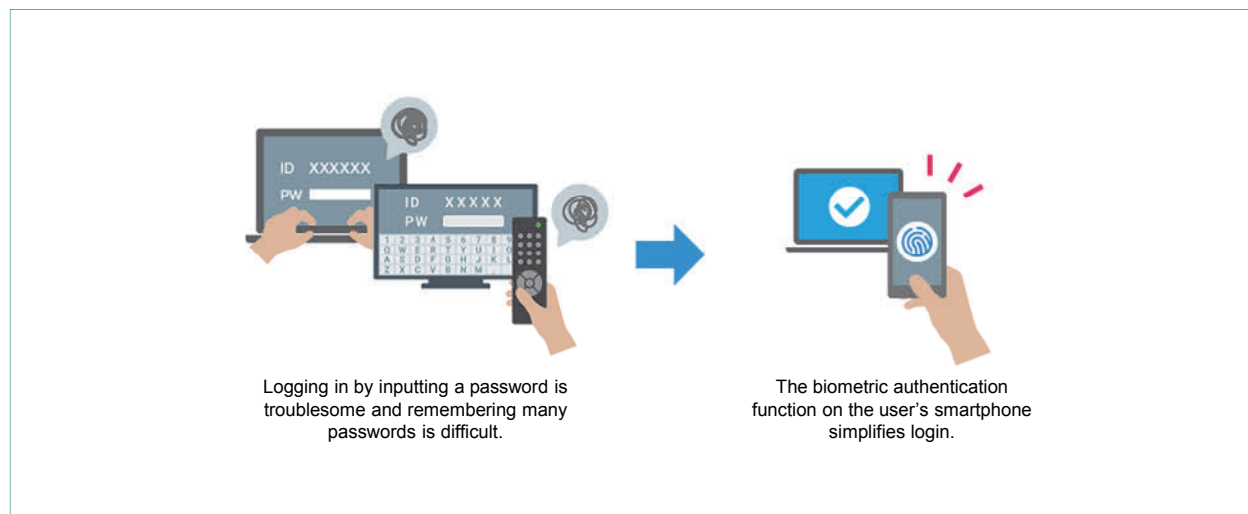 ID XXXXXX
PW
ID XXXXX
PW
1 2 3 4 5 6 7 8 9
Q W E R T Y U I O
A S D F G H J K L
Z X C V B N M
Logging in by inputting a password is
troublesome and remembering many
passwords is difficult.
The biometric authentication
function on the user’s smartphone
simplifies login.